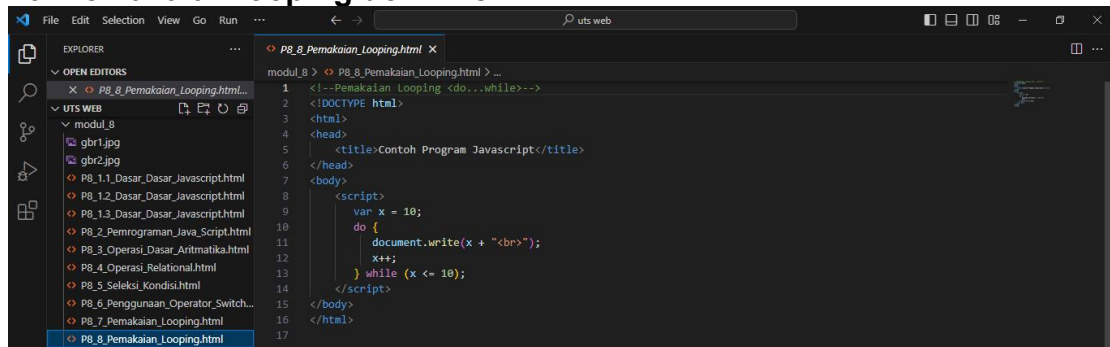 File Edit Selection View Go Run ...
uts web
EXPLORER ...
OPEN EDITORS
P8_8_Pemakaian_Looping.html...
UTS WEB
modul_8
gbr1.jpg
gbr2.jpg
P8_1.1_Dasar_Dasar_Javascript.html
P8_1.2_Dasar_Dasar_Javascript.html
P8_1.3_Dasar_Dasar_Javascript.html
P8_2_Pemrograman_Java_Script.html
P8_3_Operasi_Dasar_Aritmatika.html
P8_4_Operasi_Relational.html
P8_5_Seleksi_Kondisi.html
P8_6_Penggunaan_Operator_Switch...
P8_7_Pemakaian_Looping.html
P8_8_Pemakaian_Looping.html
P8_8_Pemakaian_Looping.html
modul_8 > P8_8_Pemakaian_Looping.html > ...
1 <!--Pemakaian Looping <do...while>-->
2 <!DOCTYPE html>
3 <html>
4 <head>
5 <title>Contoh Program Javascript</title>
6 </head>
7 <body>
8 <script>
9 var x = 10;
10 do {
11 document.write(x + "<br>");
12 x++;
13 } while (x <= 10);
14 </script>
15 </body>
16 </html>
17